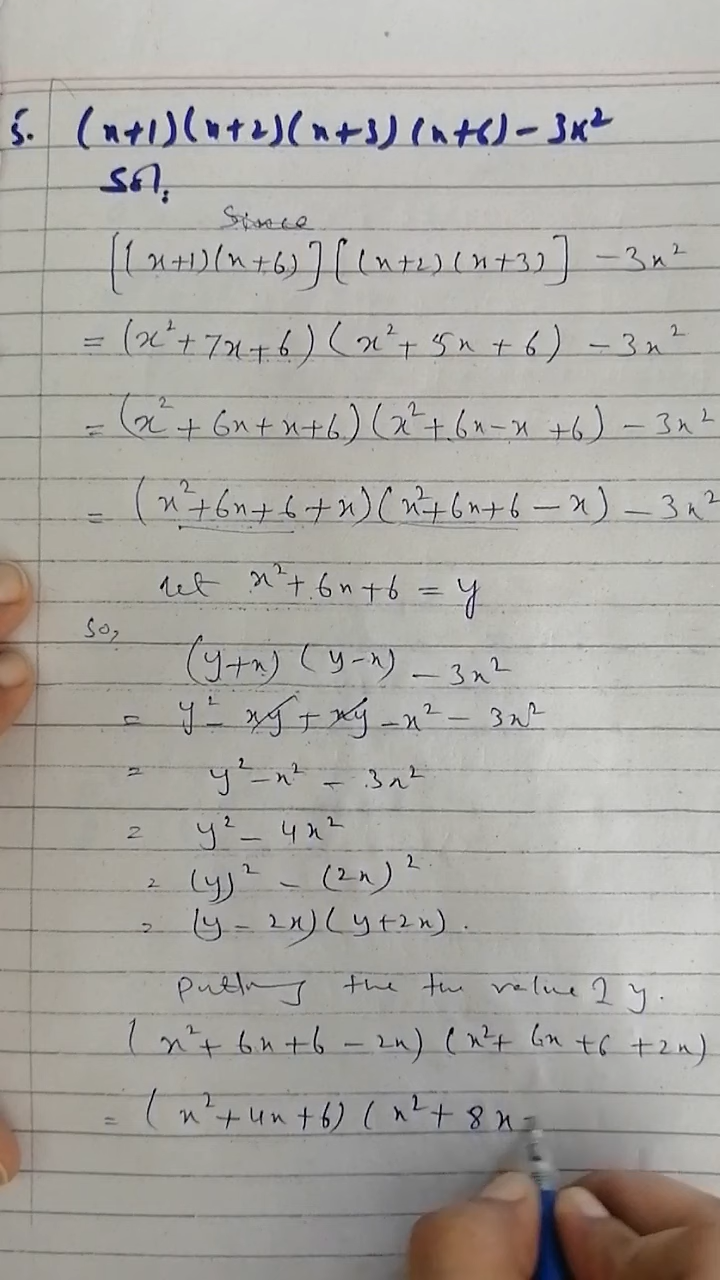 5. (x+1)(x+2)(x+3)(x+6) - 3x²
Sol:
Since
[(x+1)(x+6)][(x+2)(x+3)] - 3x²
= (x²+7x+6)(x²+5x+6) - 3x²
= (x²+6x+x+6)(x²+6x-x+6) - 3x²
= (x²+6x+6+x)(x²+6x+6-x) - 3x²
let x²+6x+6 = y
So,
(y+x)(y-x) - 3x²
= y² - xy + xy - x² - 3x²
= y² - x² - 3x²
= y² - 4x²
= (y)² - (2x)²
= (y-2x)(y+2x).
Putting the the value of y.
(x²+6x+6-2x)(x²+6x+6+2x)
= (x²+4x+6)(x²+8x